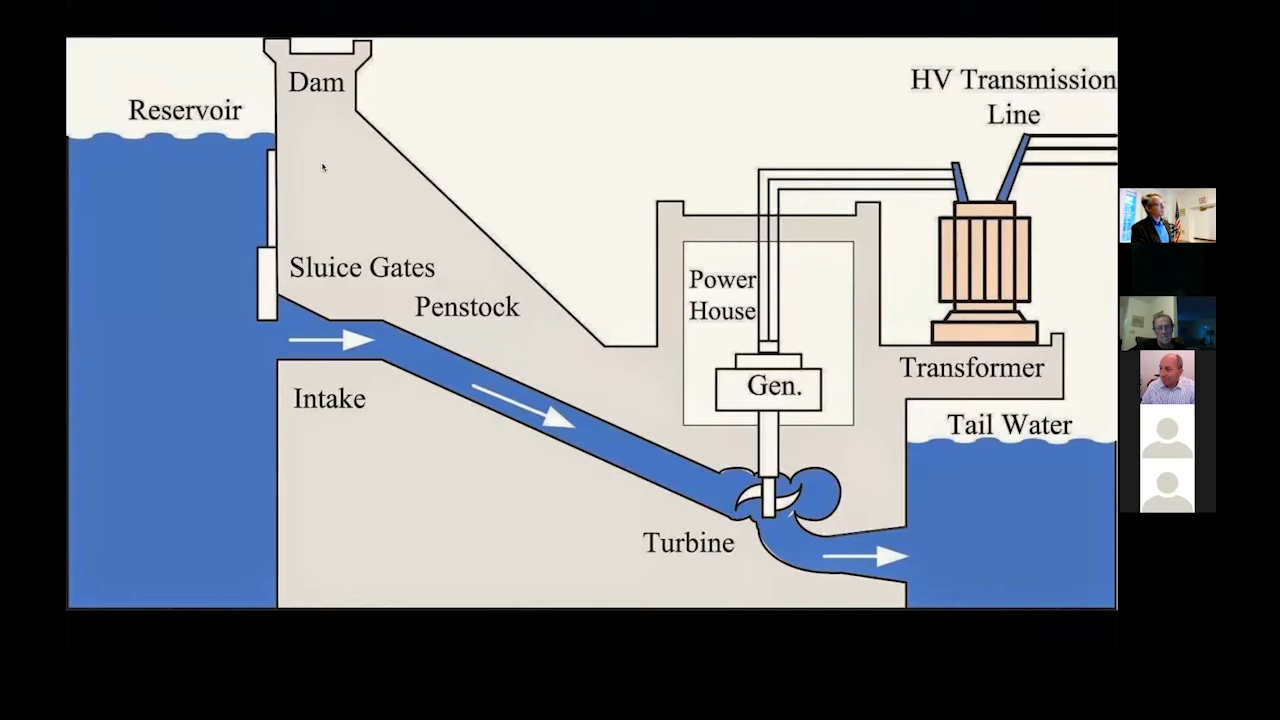 Dam
HV Transmission
Line
Reservoir
Sluice Gates
Penstock
Power
House
Gen.
Transformer
Intake
Tail Water
Turbine